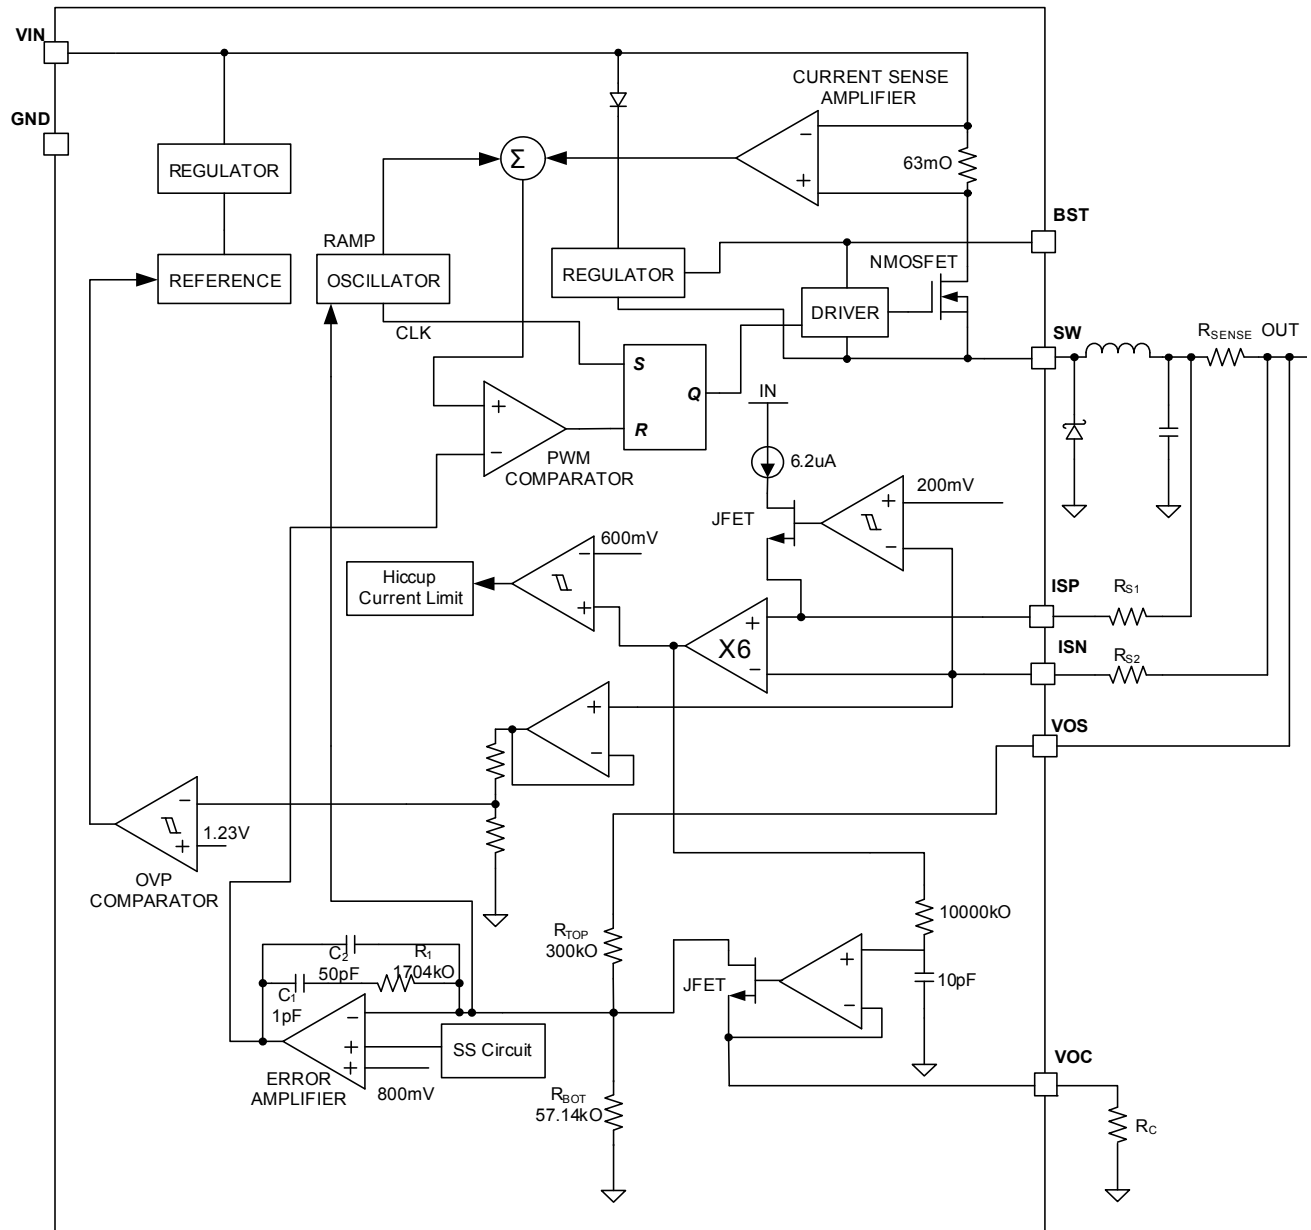 VIN
CURRENT SENSE
AMPLIFIER
GND
−
+
Σ
63mO
REGULATOR
BST
RAMP
NMOSFET
REFERENCE
OSCILLATOR
REGULATOR
DRIVER
CLK
SW
RSENSE
OUT
S
Q
R
IN
+
−
PWM
COMPARATOR
6.2uA
200mV
+
−
JFET
600mV
−
+
Hiccup
Current Limit
ISP
RS1
+
X6
−
ISN
RS2
+
−
VOS
−
1.23V
+
OVP
COMPARATOR
10000kO
RTOP
300kO
C2
50pF
R1
1704kO
C1
1pF
+
−
JFET
10pF
−
+
+
SS Circuit
800mV
ERROR
AMPLIFIER
RBOT
57.14kO
VOC
RC